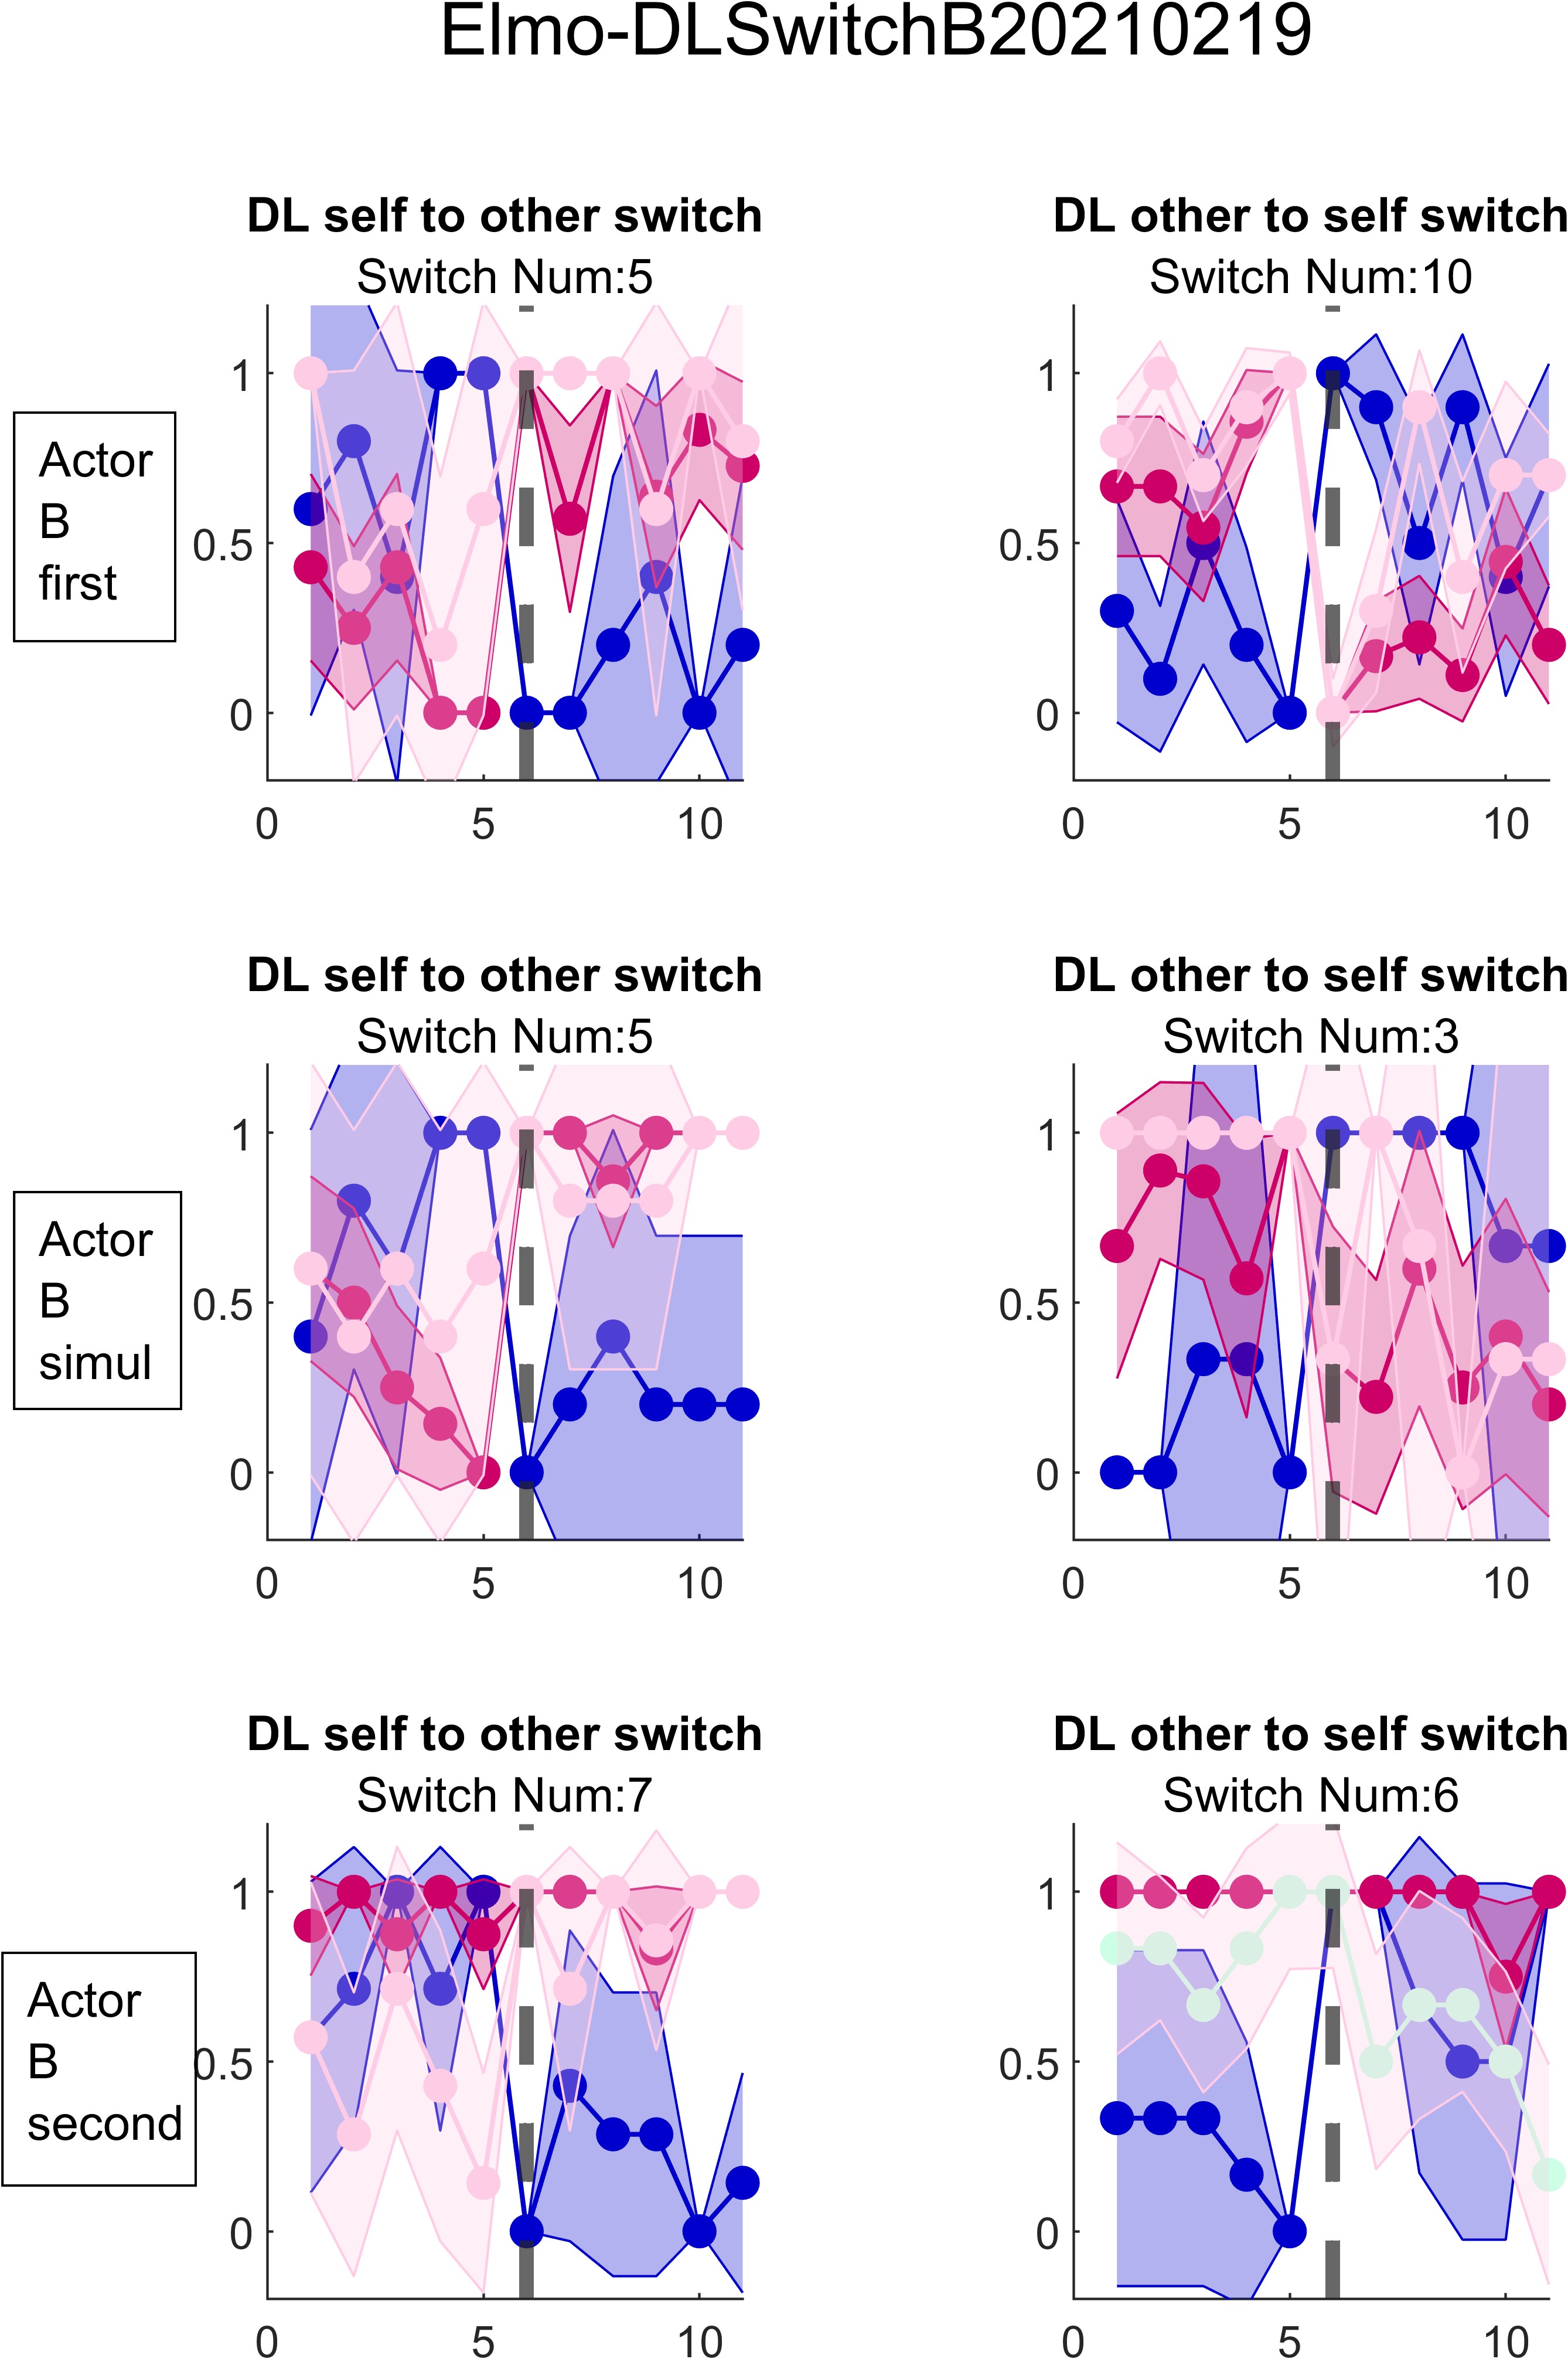 Elmo-DLSwitchB20210219
DL self to other switch
Switch Num:5
DL other to self switch
Switch Num:10
Actor
B
first
1
0.5
0
0
5
10
1
0.5
0
0
5
10
DL self to other switch
Switch Num:5
DL other to self switch
Switch Num:3
Actor
B
simul
1
0.5
0
0
5
10
1
0.5
0
0
5
10
DL self to other switch
Switch Num:7
DL other to self switch
Switch Num:6
Actor
B
second
1
0.5
0
0
5
10
1
0.5
0
0
5
10